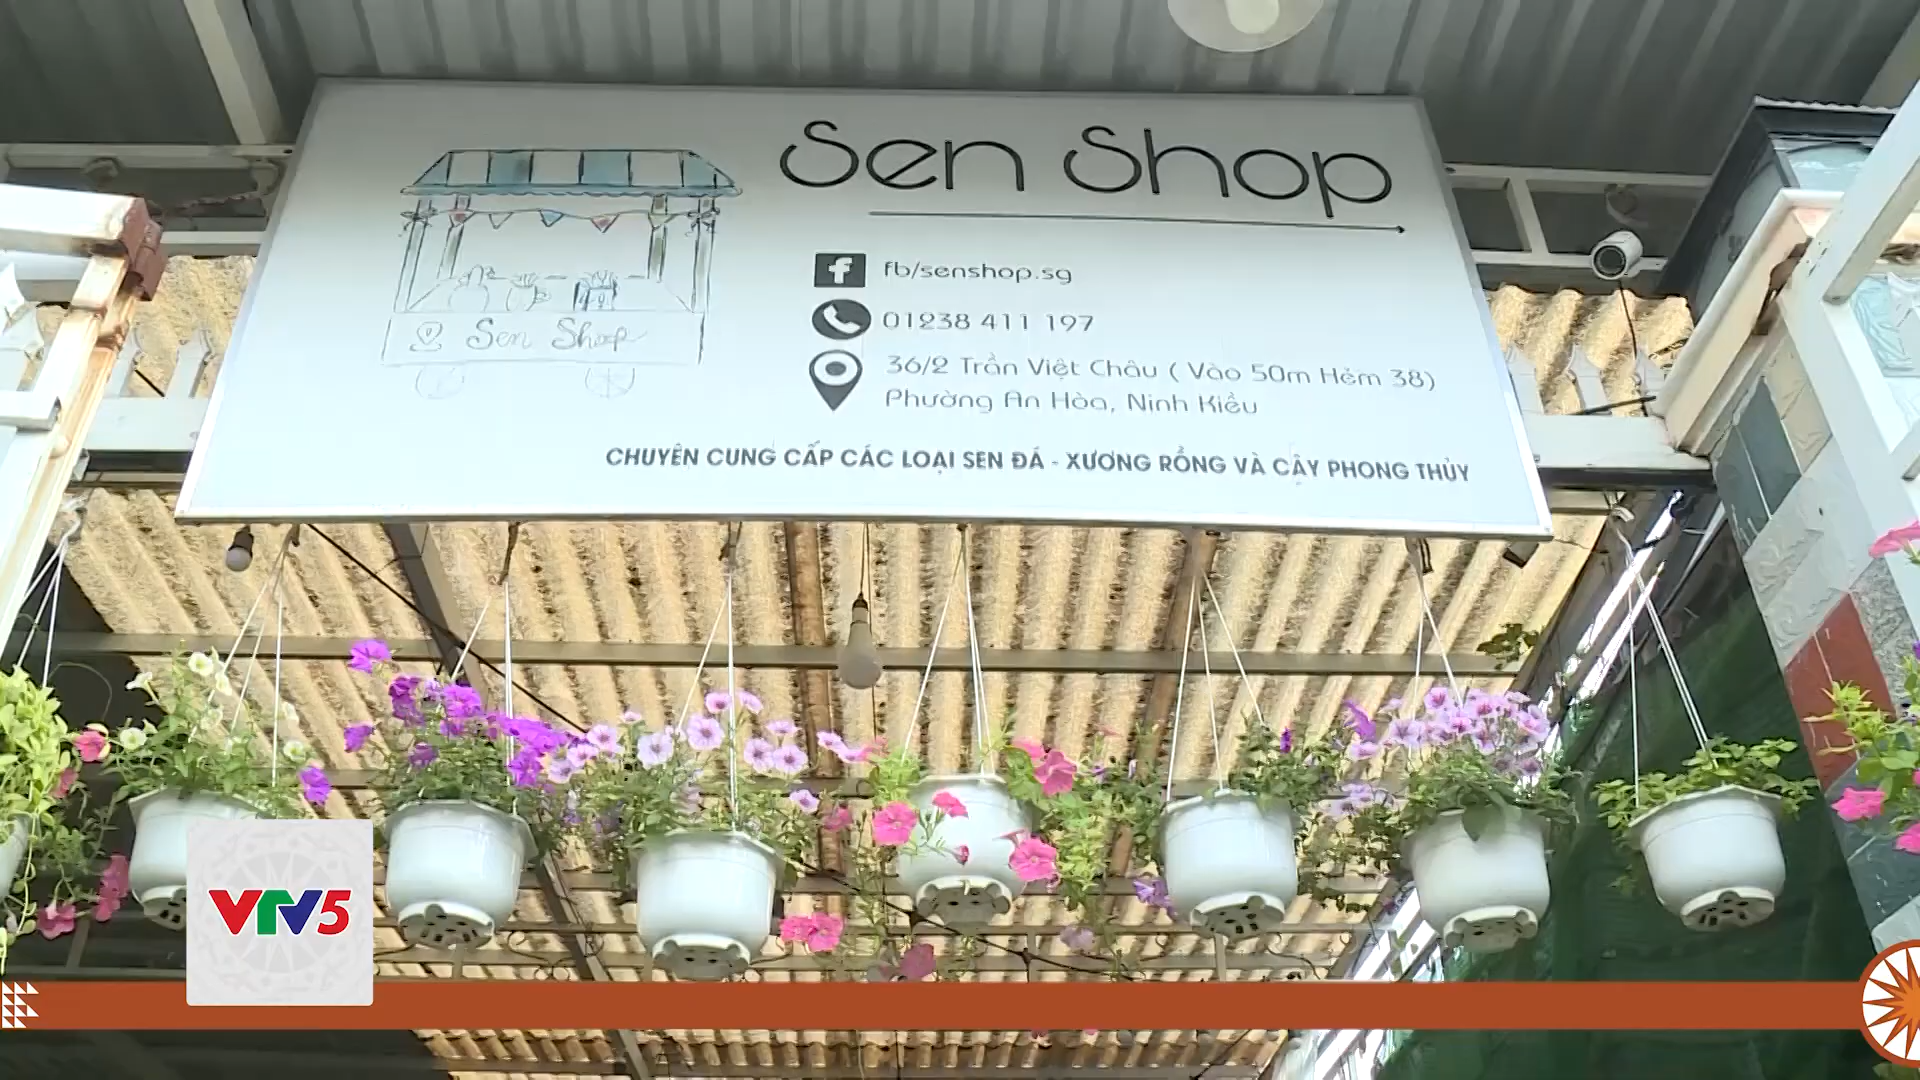 Sen Shop
fb/senshop.sg
01238 411 197
36/2 Trần Việt Châu ( Vào 50m Hẻm 38)
Phường An Hòa, Ninh Kiều
Sen Shop
CHUYÊN CUNG CẤP CÁC LOẠI SEN ĐÁ - XƯƠNG RỒNG VÀ CÂY PHONG THỦY
VTV5